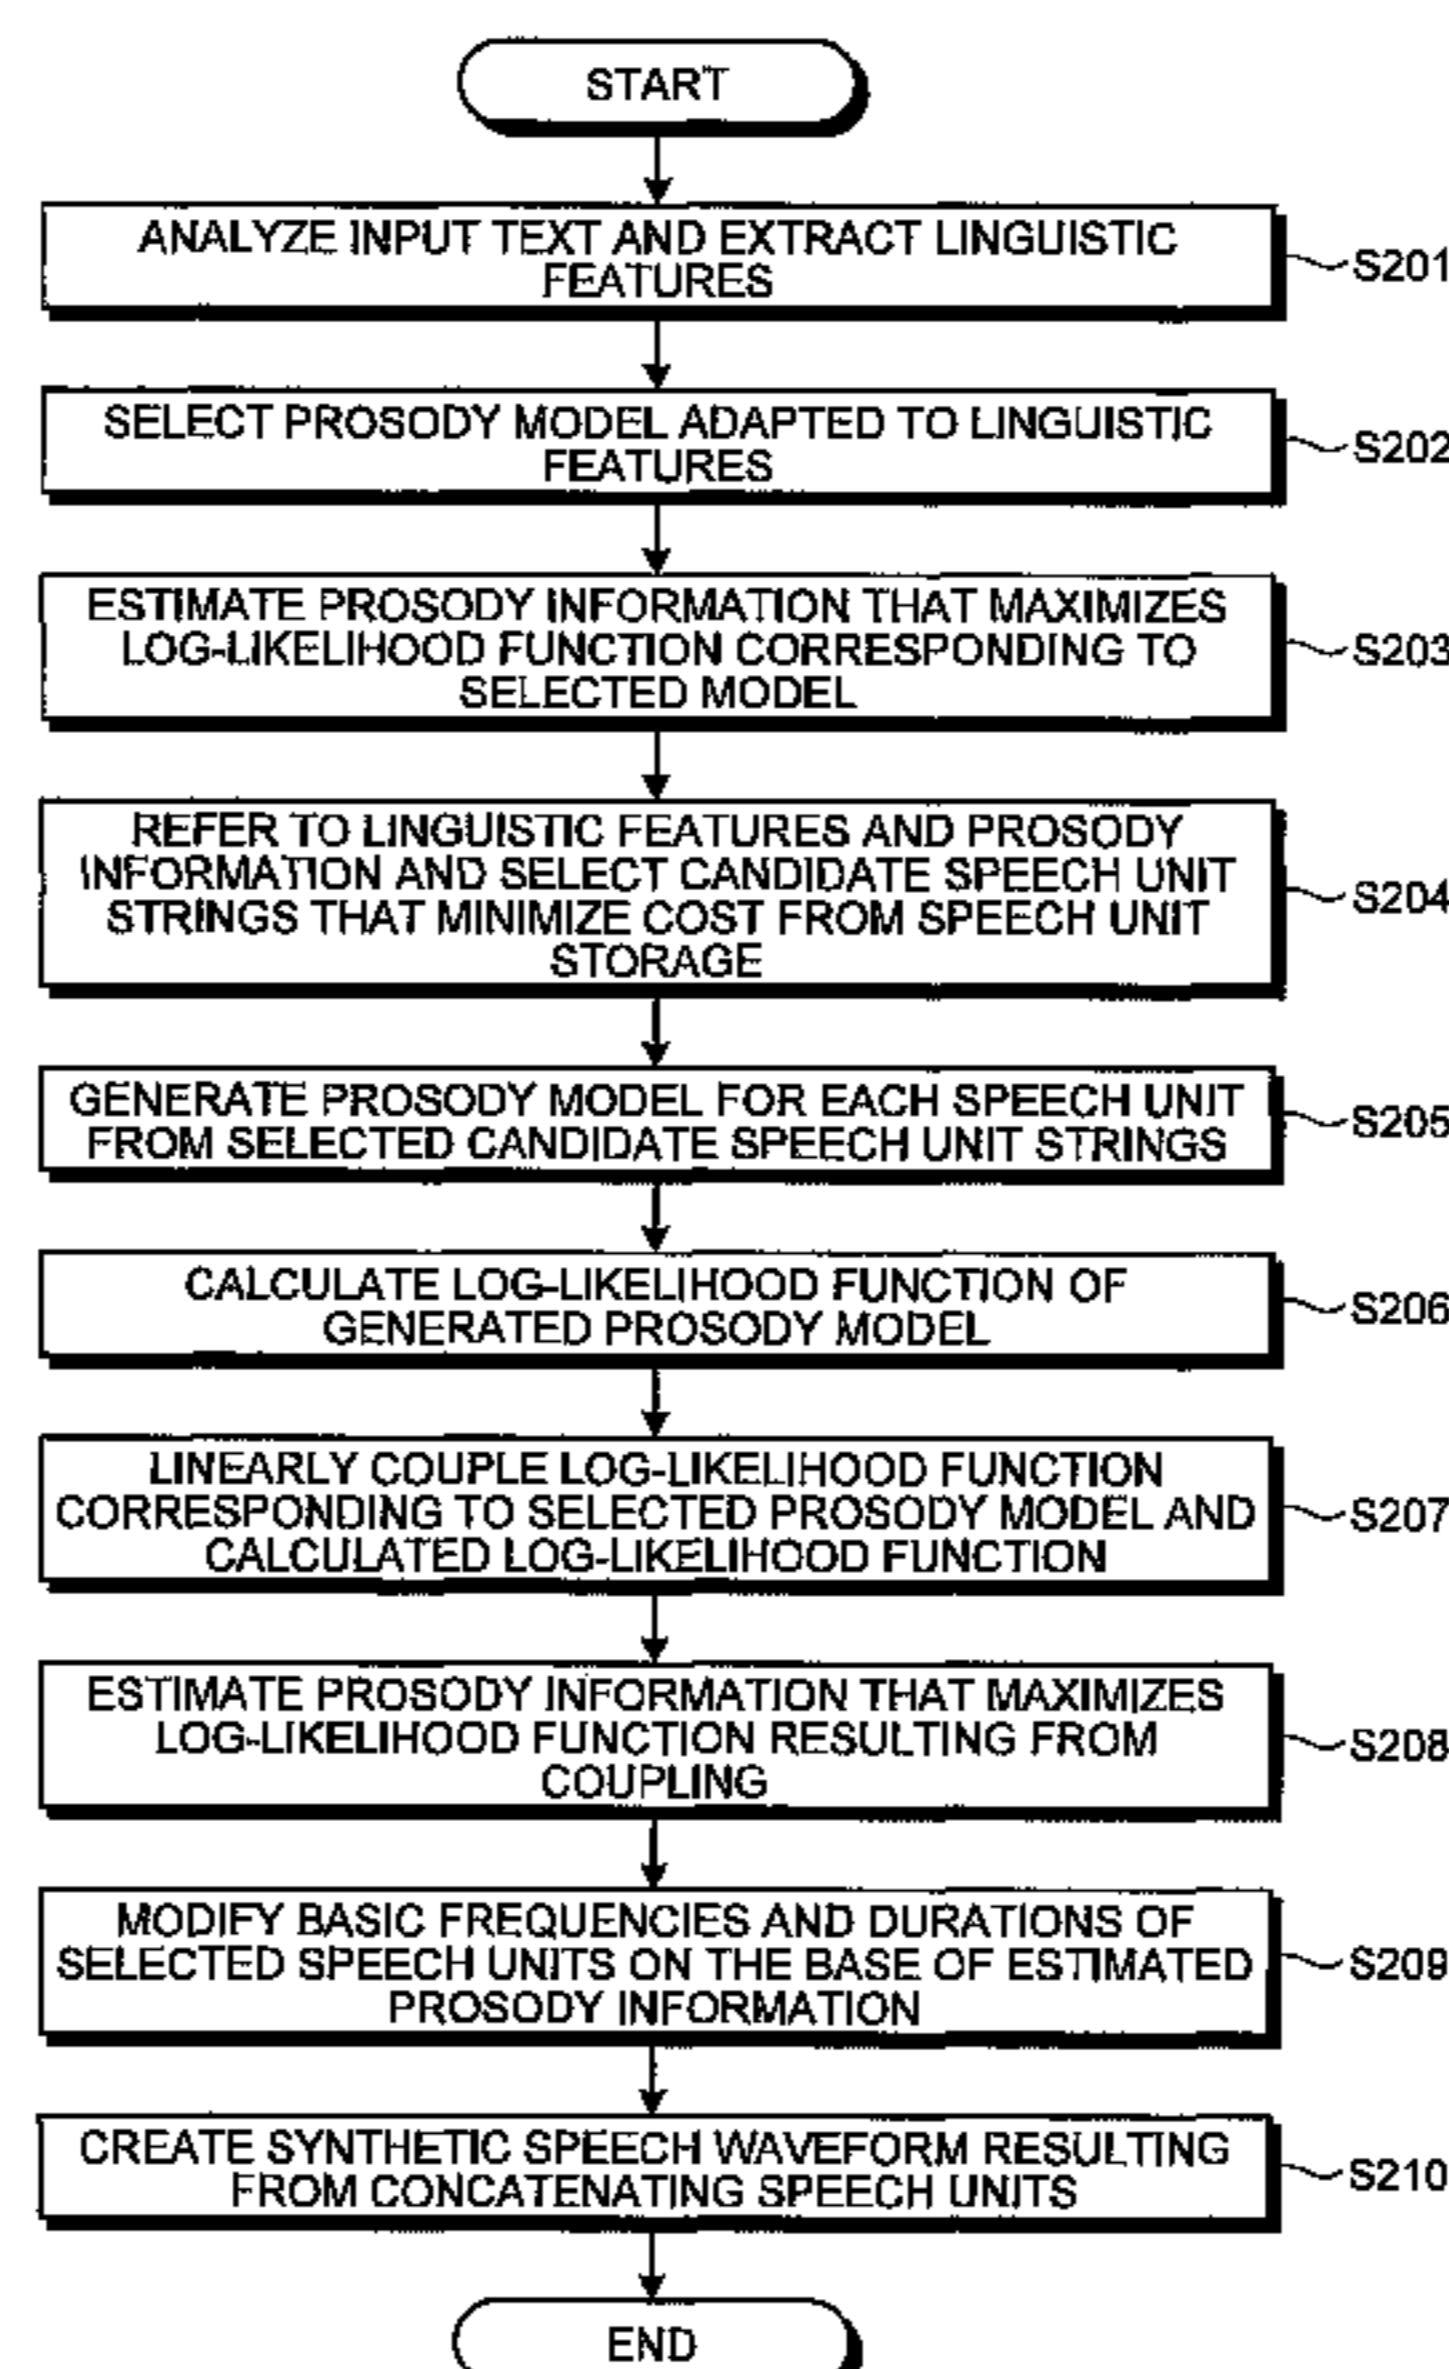 START
ANALYZE INPUT TEXT AND EXTRACT LINGUISTIC
FEATURES
S201
SELECT PROSODY MODEL ADAPTED TO LINGUISTIC
FEATURES
S202
ESTIMATE PROSODY INFORMATION THAT MAXIMIZES
LOG-LIKELIHOOD FUNCTION CORRESPONDING TO
SELECTED MODEL
S203
REFER TO LINGUISTIC FEATURES AND PROSODY
INFORMATION AND SELECT CANDIDATE SPEECH UNIT
STRINGS THAT MINIMIZE COST FROM SPEECH UNIT
STORAGE
S204
GENERATE PROSODY MODEL FOR EACH SPEECH UNIT
FROM SELECTED CANDIDATE SPEECH UNIT STRINGS
S205
CALCULATE LOG-LIKELIHOOD FUNCTION OF
GENERATED PROSODY MODEL
S206
LINEARLY COUPLE LOG-LIKELIHOOD FUNCTION
CORRESPONDING TO SELECTED PROSODY MODEL AND
CALCULATED LOG-LIKELIHOOD FUNCTION
S207
ESTIMATE PROSODY INFORMATION THAT MAXIMIZES
LOG-LIKELIHOOD FUNCTION RESULTING FROM
COUPLING
S208
MODIFY BASIC FREQUENCIES AND DURATIONS OF
SELECTED SPEECH UNITS ON THE BASE OF ESTIMATED
PROSODY INFORMATION
S209
CREATE SYNTHETIC SPEECH WAVEFORM RESULTING
FROM CONCATENATING SPEECH UNITS
S210
END